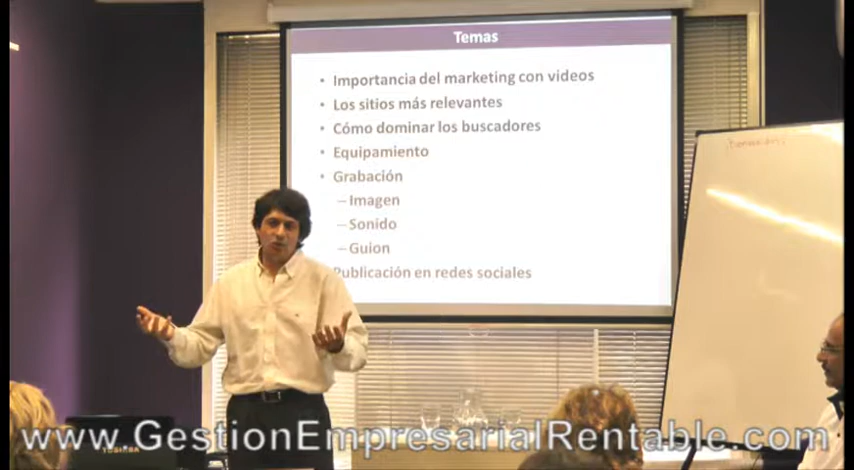 Temas
• Importancia del marketing con videos
• Los sitios más relevantes
• Cómo dominar los buscadores
• Equipamiento
• Grabación
– Imagen
– Sonido
– Guion
Publicación en redes sociales
TOSHIBA
www.GestionEmpresarialRentable.com